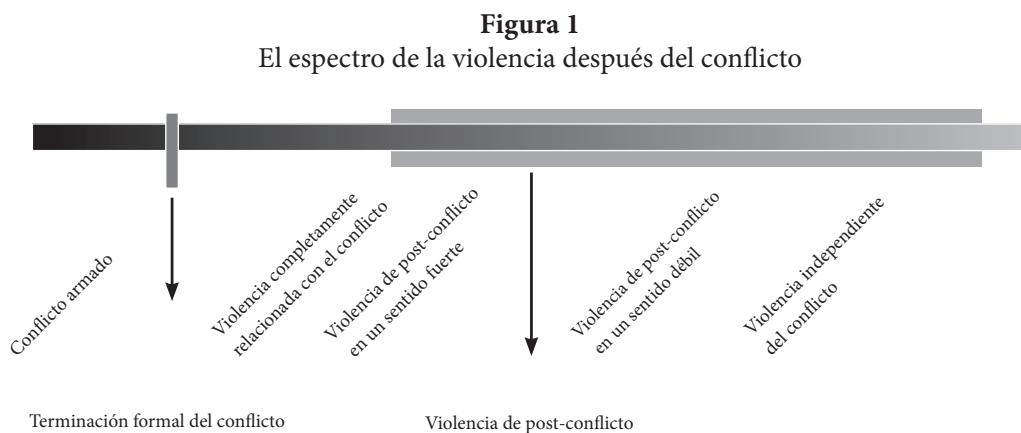 Figura 1
El espectro de la violencia después del conflicto
Conflicto armado
Violencia completamente
relacionada con el conflicto
Violencia de post-conflicto
en un sentido fuerte
Violencia de post-conflicto
en un sentido débil
Violencia independiente
del conflicto
Terminación formal del conflicto
Violencia de post-conflicto